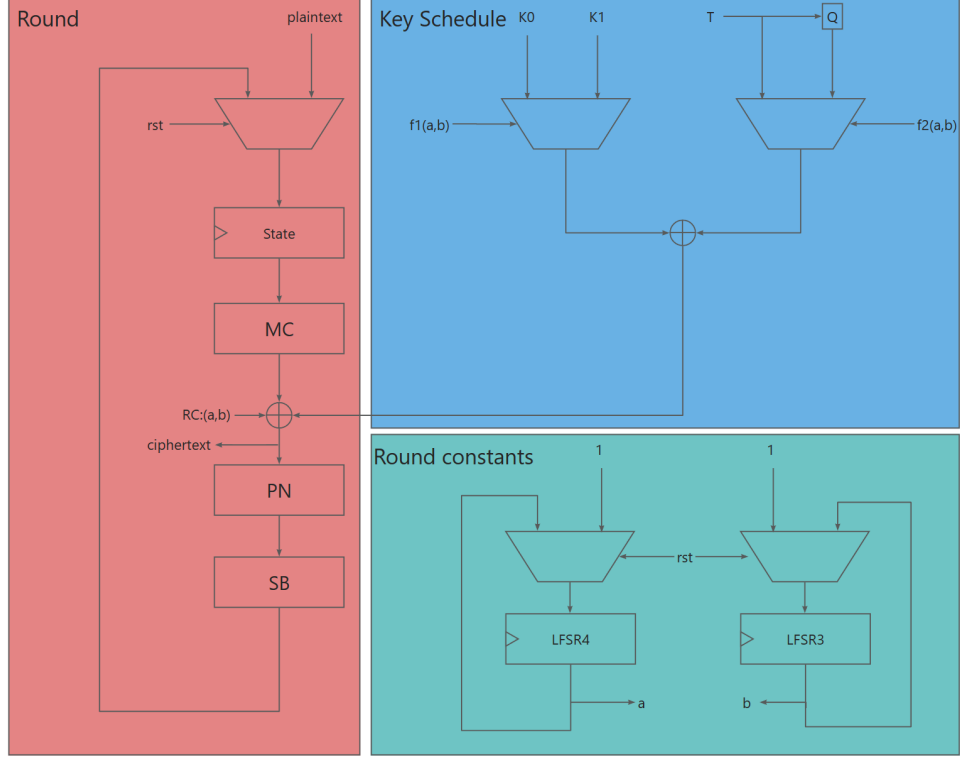 Round
plaintext
rst
State
MC
RC:(a,b)
ciphertext
PN
SB
Key Schedule
K0
K1
T
Q
f1(a,b)
f2(a,b)
Round constants
1
1
rst
LFSR4
LFSR3
a
b